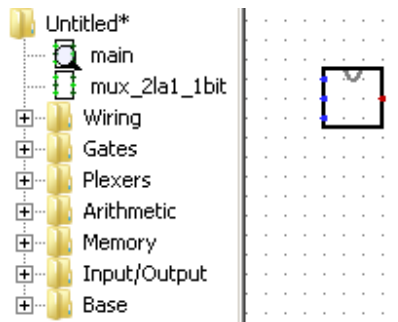 Untitled*
main
mux_2la1_1bit
Wiring
Gates
Plexers
Arithmetic
Memory
Input/Output
Base